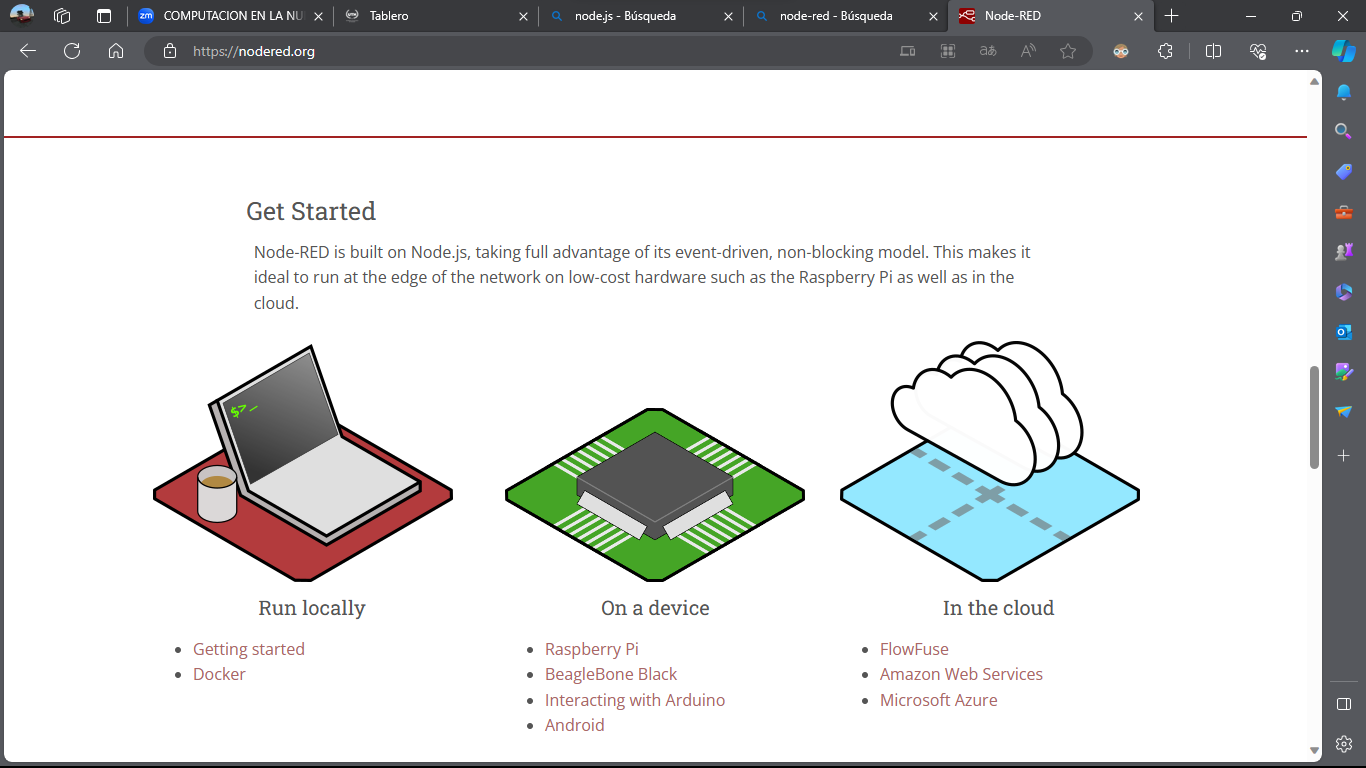 COMPUTACION EN LA NU
Tablero
node.js - Búsqueda
node-red - Búsqueda
Node-RED
https://nodered.org
Get Started
Node-RED is built on Node.js, taking full advantage of its event-driven, non-blocking model. This makes it
ideal to run at the edge of the network on low-cost hardware such as the Raspberry Pi as well as in the
cloud.
$7-
Run locally
Getting started
Docker
On a device
Raspberry Pi
BeagleBone Black
Interacting with Arduino
Android
In the cloud
FlowFuse
Amazon Web Services
Microsoft Azure